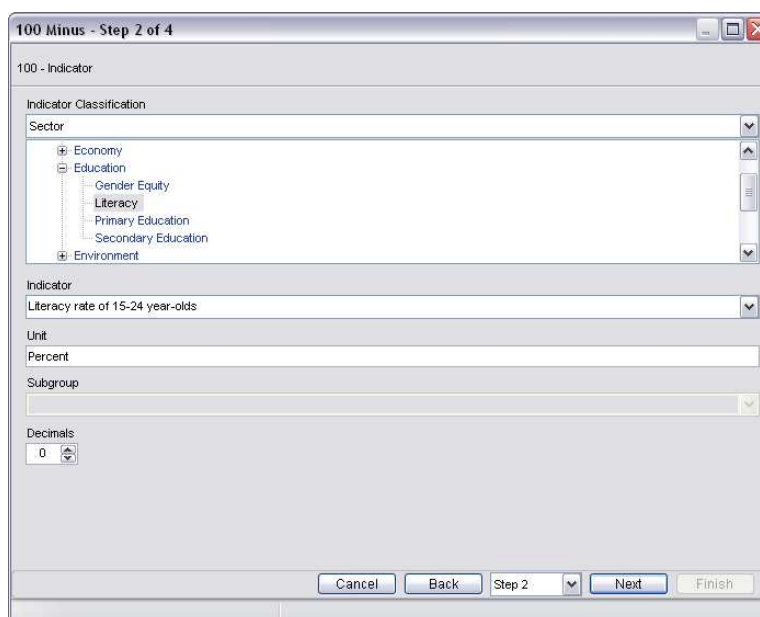 100 Minus - Step 2 of 4
100 - Indicator
Indicator Classification
Sector
Economy
Education
Gender Equity
Literacy
Primary Education
Secondary Education
Environment
Indicator
Literacy rate of 15-24 year-olds
Unit
Percent
Subgroup
Decimals
0
Cancel Back Step 2 Next Finish